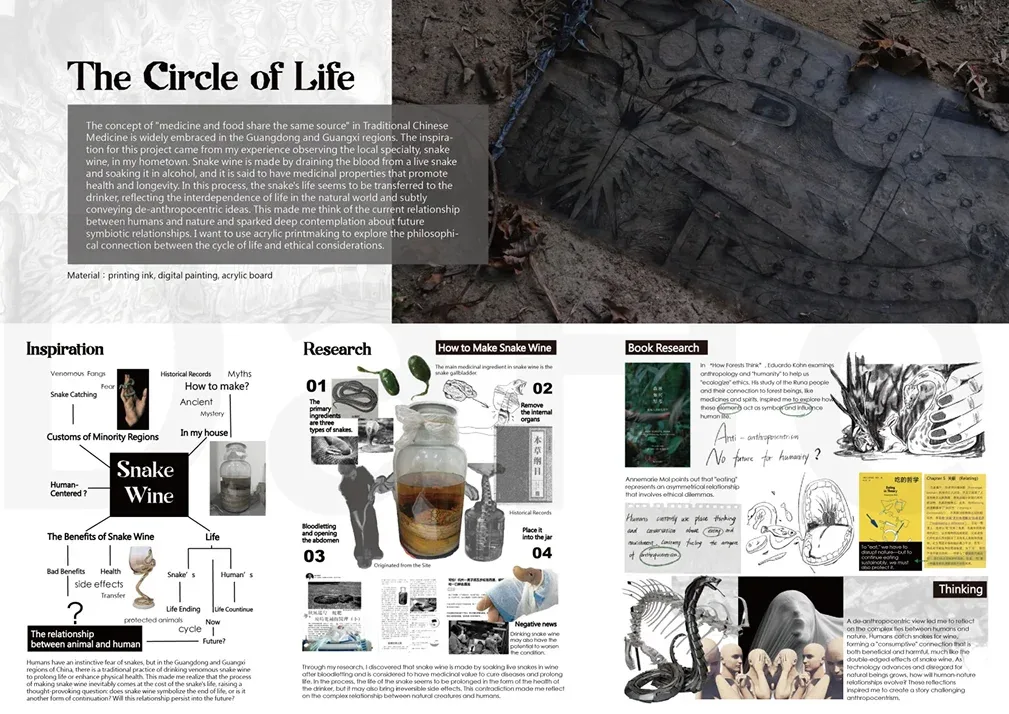 The Circle of Life
The concept of "medicine and food share the same source" in Traditional Chinese
Medicine is widely embraced in the Guangdong and Guangxi regions. The inspira-
tion for this project came from my experience observing the local specialty, snake
wine, in my hometown. Snake wine is made by draining the blood from a live snake
and soaking it in alcohol, and it is said to have medicinal properties that promote
health and longevity. In this process, the snake's life seems to be transferred to the
drinker, reflecting the interdependence of life in the natural world and subtly
conveying de-anthropocentric ideas. This made me think of the current relationship
between humans and nature and sparked deep contemplation about future
symbiotic relationships. I want to use acrylic printmaking to explore the philosophi-
cal connection between the cycle of life and ethical considerations.
Material：printing ink, digital painting, acrylic board
Inspiration
Venomous Fangs
Fear
Snake Catching
Customs of Minority Regions
Historical Records
Myths
How to make?
Ancient
Mystery
In my house
Snake
Wine
Human-
Centered ?
The Benefits of Snake Wine
Life
Bad Benefits
Health
side effects
Transfer
Snake's
Human's
Life Ending
Life Countinue
?
protected animals
cycle
Now
Future?
The relationship
between animal and human
Humans have an instinctive fear of snakes, but in the Guangdong and Guangxi
regions of China, there is a traditional practice of drinking venomous snake wine
to prolong life or enhance physical health. This made me realize that the process
of making snake wine inevitably comes at the cost of the snake's life, raising a
thought-provoking question: does snake wine symbolize the end of life, or is it
another form of continuation? Will this relationship persist into the future?
Research
How to Make Snake Wine
The main medicinal ingredient in snake wine is the
snake gallbladder.
01
The
primary
ingredients
are three
types of snakes.
02
Remove
the internal
organs
本草綱目
Historical Records
Bloodletting
and opening
the abdomen
03
Place it
into the jar
04
Originated from the Site
Negative news
Drinking snake wine
may also have the
potential to worsen
the condition.
Through my research, I discovered that snake wine is made by soaking live snakes in wine
after bloodletting and is considered to have medicinal value to cure diseases and prolong
life. In the process, the life of the snake seems to be prolonged in the form of the health of
the drinker, but it may also bring irreversible side effects. This contradiction made me reflect
on the complex relationship between natural creatures and humans.
Book Research
In "How Forests Think", Eduardo Kohn examines
anthropology and "humanity" to help us
"ecologize" ethics. His study of the Runa people
and their connection to forest beings, like
medicines and spirits, inspired me to explore how
these elements act as symbols and influence
human life.
Anti-anthropocentrism
No future for humanity ?
Annemarie Mol points out that "eating"
represents an asymmetrical relationship
that involves ethical dilemmas.
吃的哲学
To "eat," we have to
disrupt nature—but to
continue eating
sustainably, we must
also protect it.
Thinking
A de-anthropocentric view led me to reflect
on the complex ties between humans and
nature. Humans catch snakes for wine,
forming a "consumptive" connection that is
both beneficial and harmful, much like the
double-edged effects of snake wine. As
technology advances and disregard for
natural beings grows, how will human-nature
relationships evolve? These reflections
inspired me to create a story challenging
anthropocentrism.